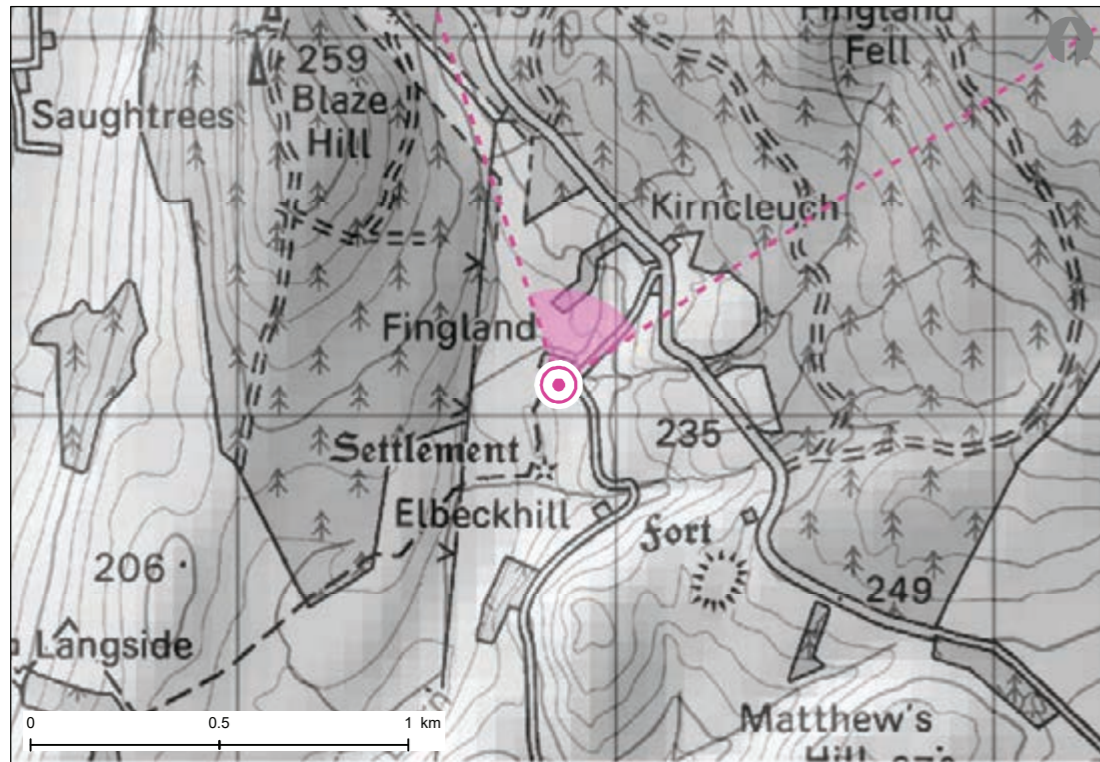 Fingland
Fell
259
Blaze
Hill
Saughtrees
Kirncleuch
Fingland
235
Settlement
Elbeckhill
fort
206
249
Langside
Matthew's
Hill
0 0.5 1 km